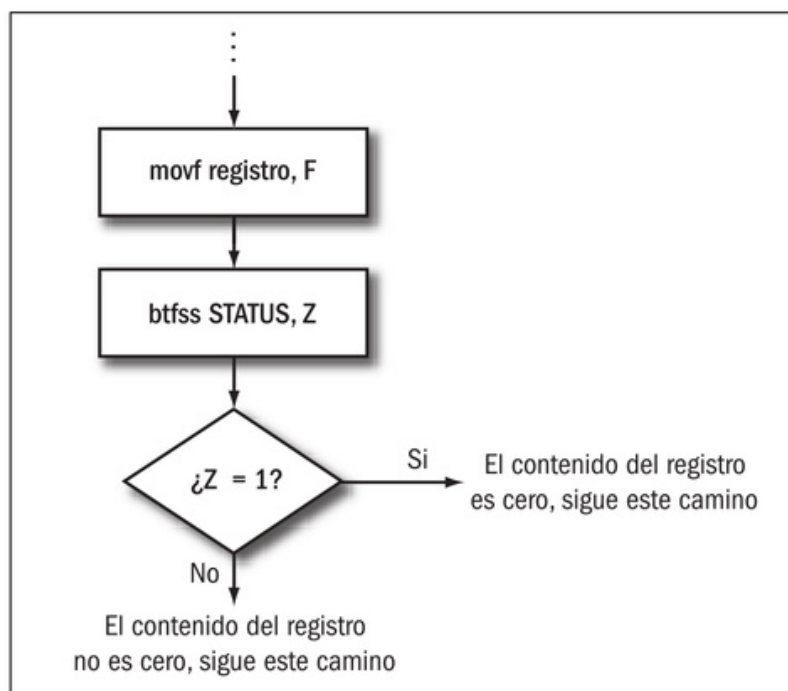 movf registro, F
btfss STATUS, Z
¿Z = 1?
Si
El contenido del registro
es cero, sigue este camino
No
El contenido del registro
no es cero, sigue este camino